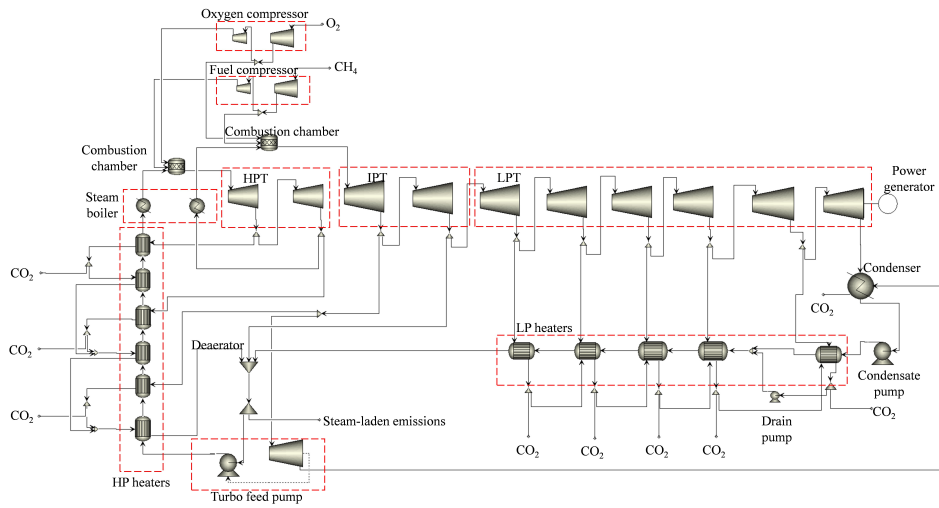 Oxygen compressor
O2
Fuel compressor
CH4
Combustion chamber
Combustion
chamber
HPT
IPT
LPT
Power
generator
Steam
boiler
CO2
Condenser
CO2
LP heaters
CO2
Deaerator
Condensate
pump
CO2
Steam-laden emissions
CO2
Drain
pump
CO2
CO2
CO2
CO2
HP heaters
Turbo feed pump